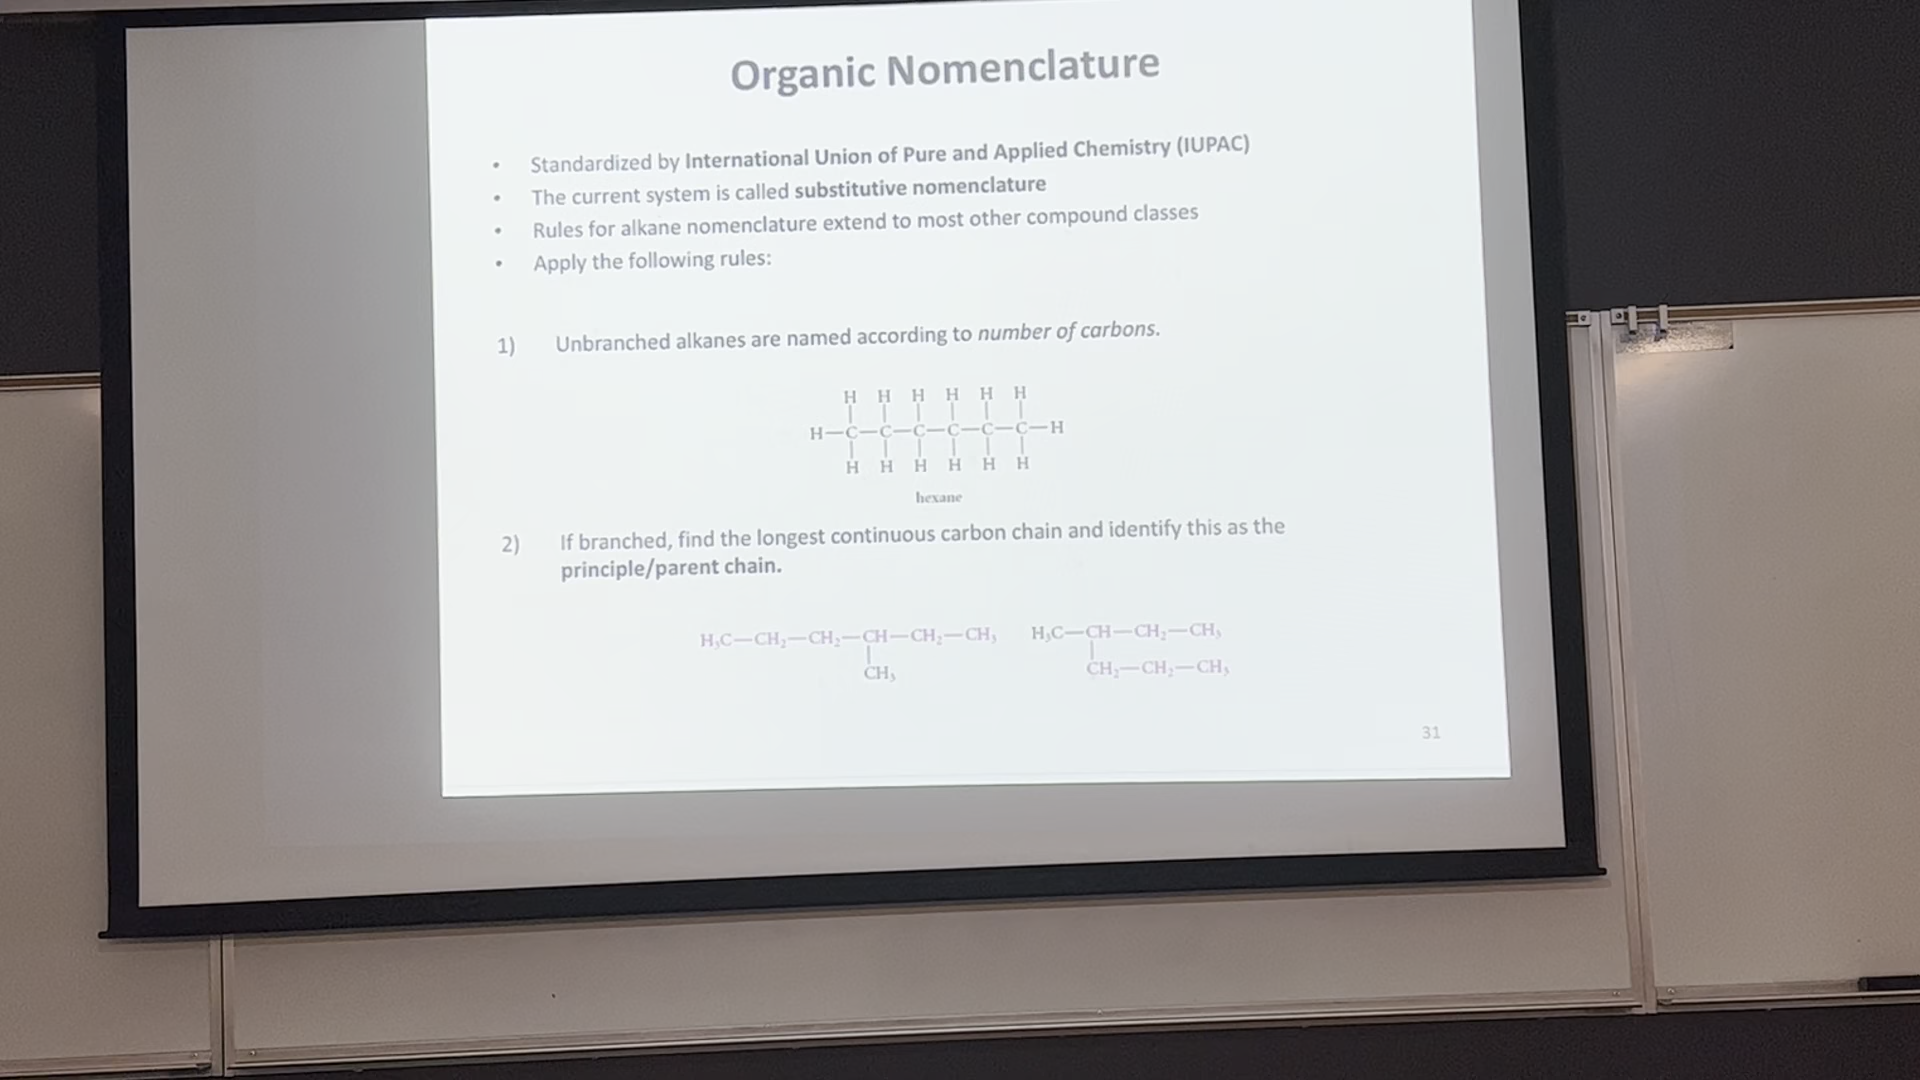 Organic Nomenclature
• Standardized by International Union of Pure and Applied Chemistry (IUPAC)
• The current system is called substitutive nomenclature
• Rules for alkane nomenclature extend to most other compound classes
• Apply the following rules:
1) Unbranched alkanes are named according to number of carbons.
H H H H H H
H—C—C—C—C—C—C—H
H H H H H H
hexane
2) If branched, find the longest continuous carbon chain and identify this as the
principle/parent chain.
H₃C—CH₂—CH₂—CH—CH₂—CH₃ H₃C—CH—CH₂—CH₃
CH₃ CH₂—CH₂—CH₃
31